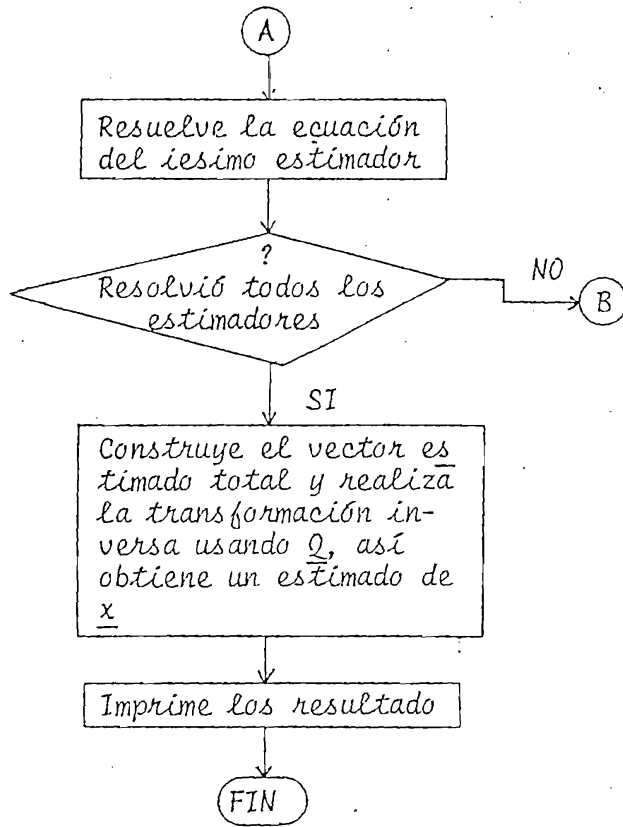 A
Resuelve la ecuación
del iesimo estimador
?
Resolvió todos los
estimadores
NO
B
SI
Construye el vector es
timado total y realiza
la transformación in-
versa usando Q, así
obtiene un estimado de
x
Imprime los resultado
FIN